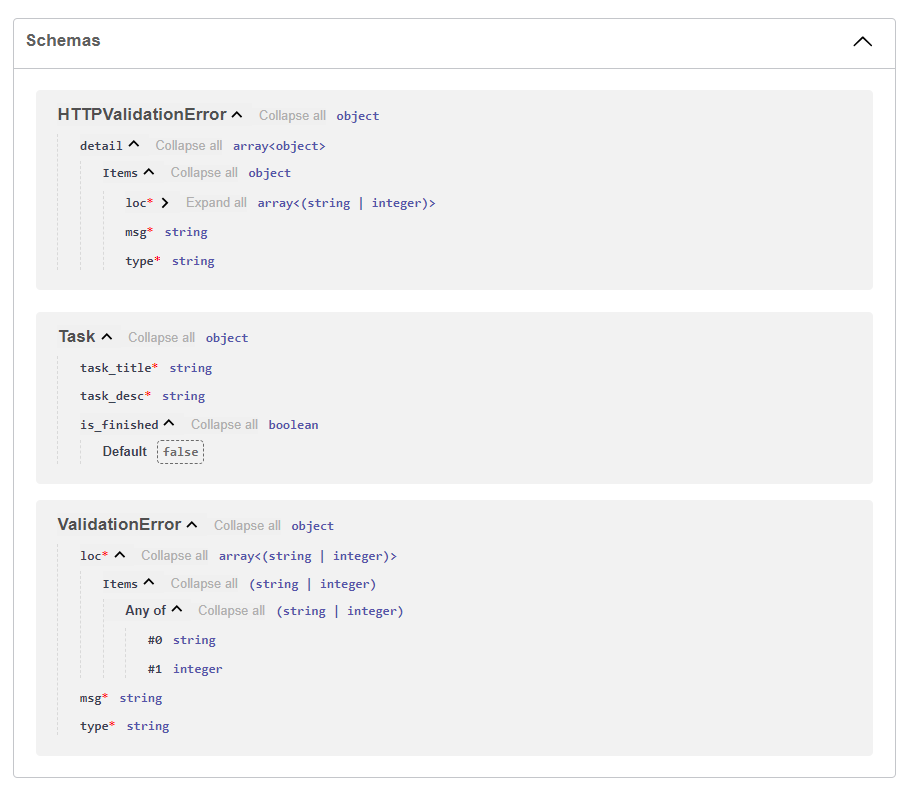 Schemas
HTTPValidationError Collapse all object
detail Collapse all array<object>
Items Collapse all object
loc* Expand all array<(string | integer)>
msg* string
type* string
Task Collapse all object
task_title* string
task_desc* string
is_finished Collapse all boolean
Default false
ValidationError Collapse all object
loc* Collapse all array<(string | integer)>
Items Collapse all (string | integer)
Any of Collapse all (string | integer)
#0 string
#1 integer
msg* string
type* string